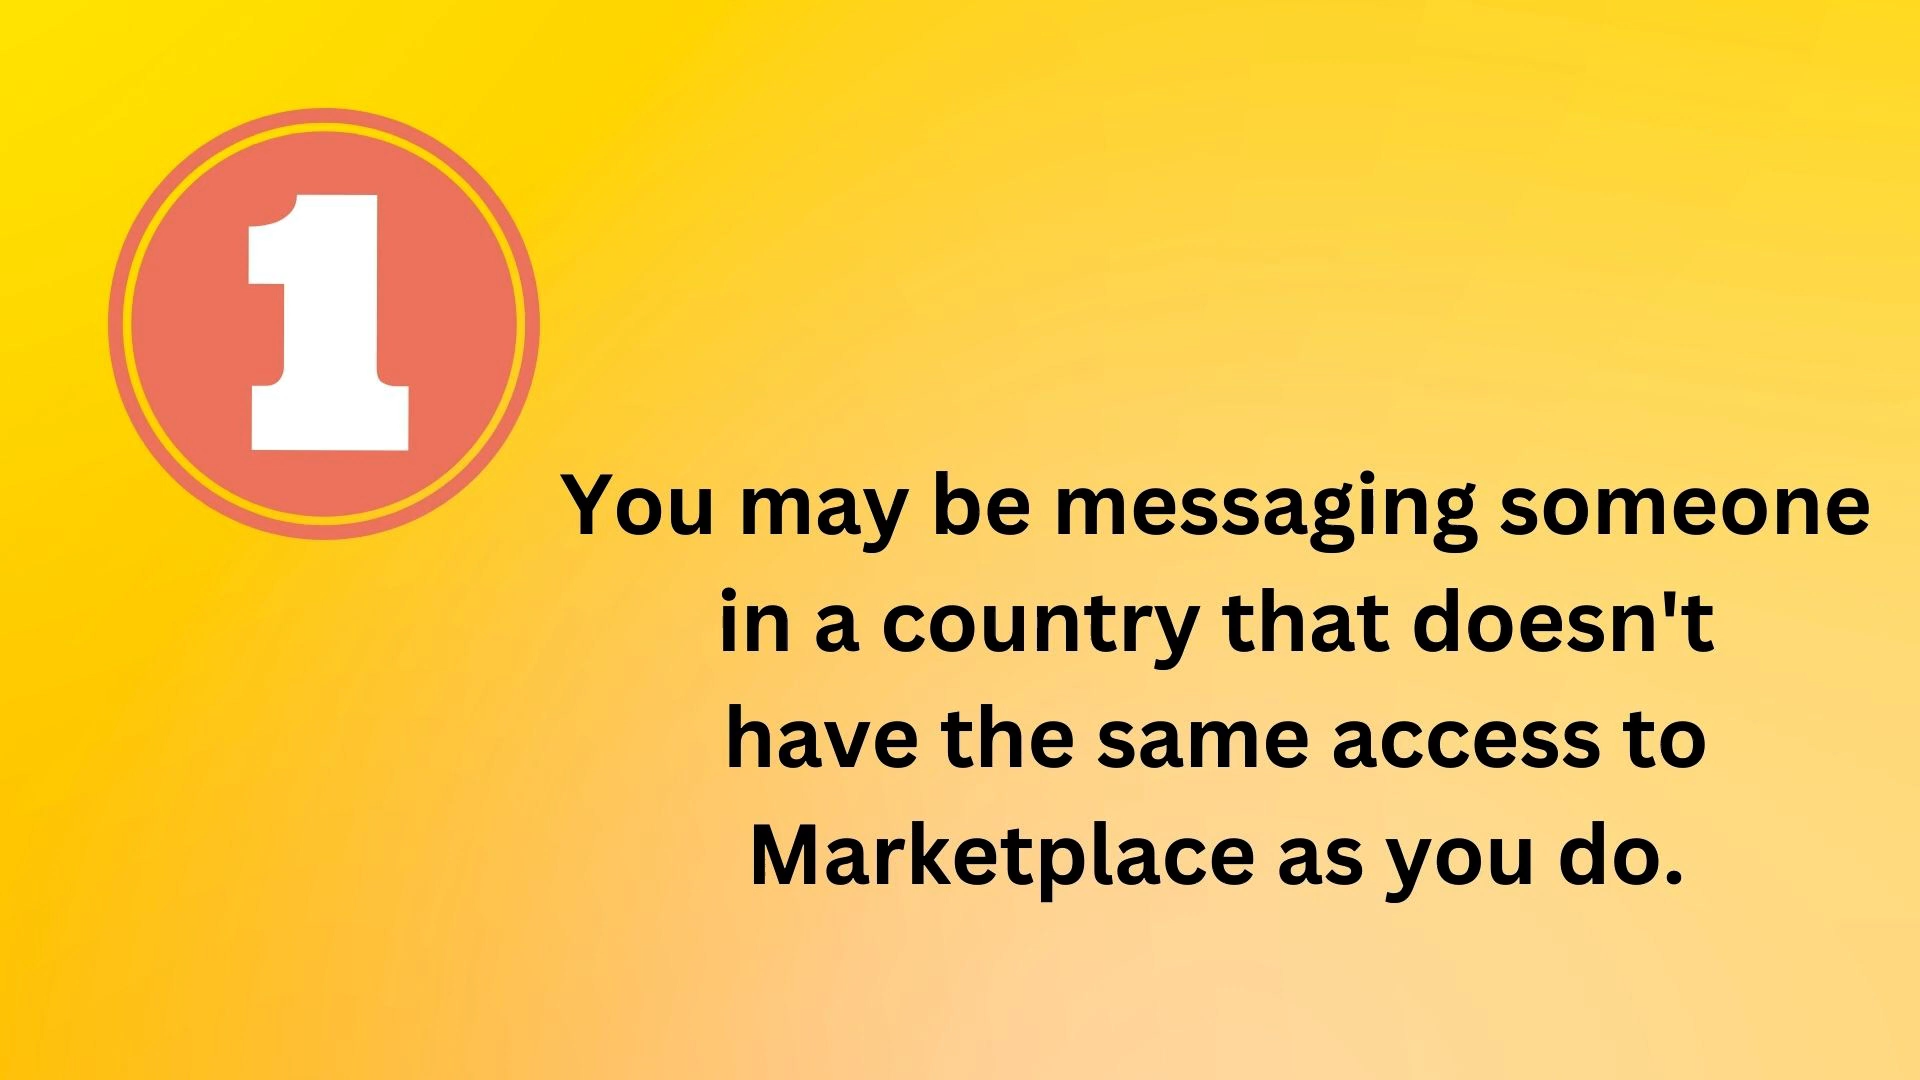 1
You may be messaging someone
in a country that doesn't
have the same access to
Marketplace as you do.